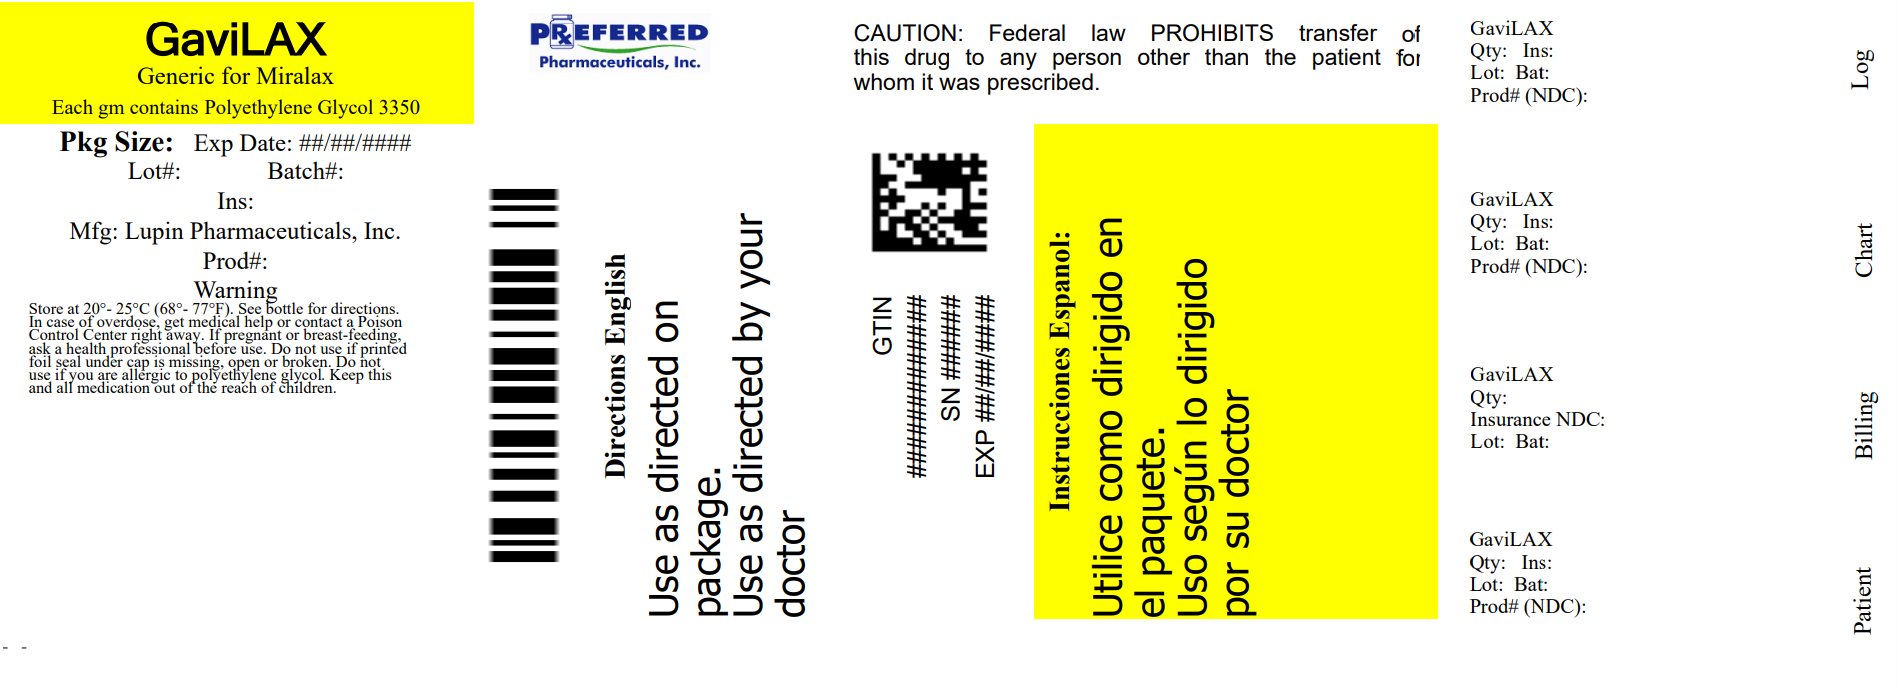 GaviLAX
Generic for Miralax
Each gm contains Polyethylene Glycol 3350
Pkg Size: Exp Date: ##/##/####
Lot#: Batch#:
Ins:
Mfg: Lupin Pharmaceuticals, Inc.
Prod#:
Warning
Store at 20°- 25°C (68°- 77°F). See bottle for directions.
In case of overdose, get medical help or contact a Poison
Control Center right away. If pregnant or breast-feeding,
ask a health professional before use. Do not use if printed
foil seal under cap is missing, open or broken. Do not
use if you are allergic to polyethylene glycol. Keep this
and all medication out of the reach of children.
- -
PREFERRED
Pharmaceuticals, Inc.
Directions English
Use as directed on
package.
Use as directed by your
doctor
CAUTION: Federal law PROHIBITS transfer of
this drug to any person other than the patient for
whom it was prescribed.
GTIN
##############
SN ######
EXP ##/##/####
Instrucciones Espanol:
Utilice como dirigido en
el paquete.
Uso según lo dirigido
por su doctor
GaviLAX
Qty: Ins:
Lot: Bat:
Prod# (NDC):
Log
GaviLAX
Qty: Ins:
Lot: Bat:
Prod# (NDC):
Chart
GaviLAX
Qty:
Insurance NDC:
Lot: Bat:
Billing
GaviLAX
Qty: Ins:
Lot: Bat:
Prod# (NDC):
Patient